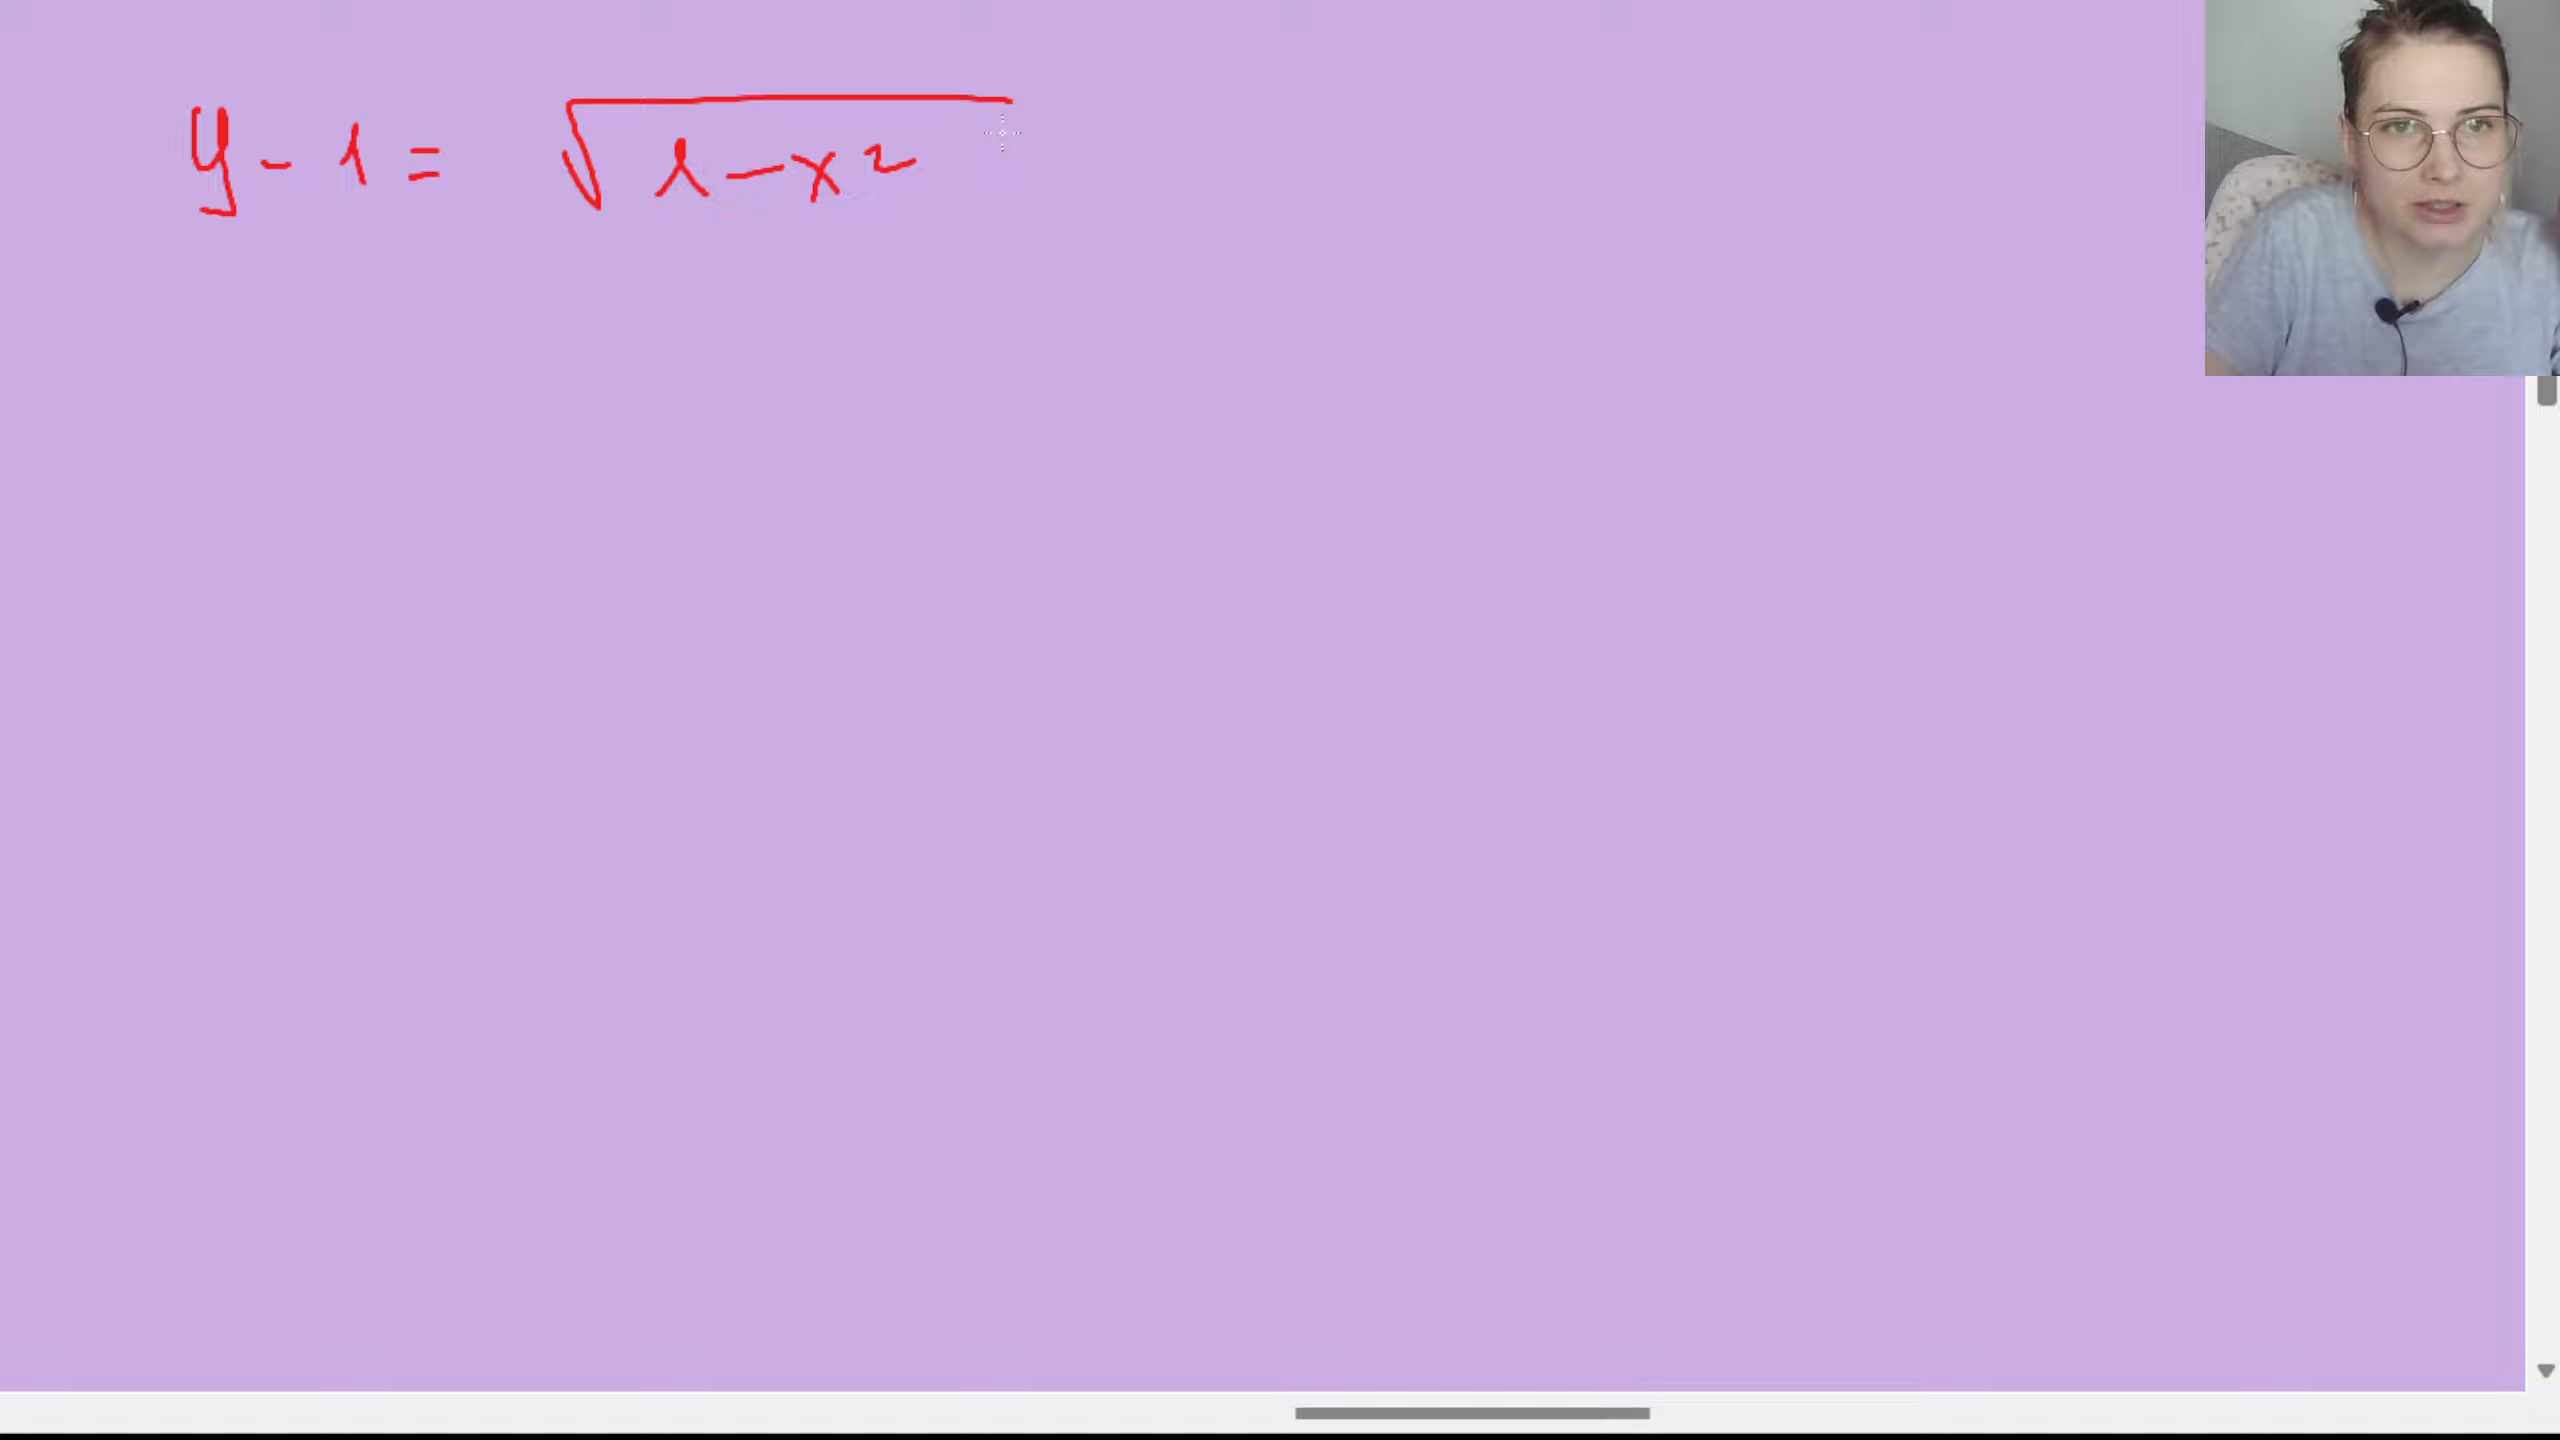 y - 1 = √(1 - x²)